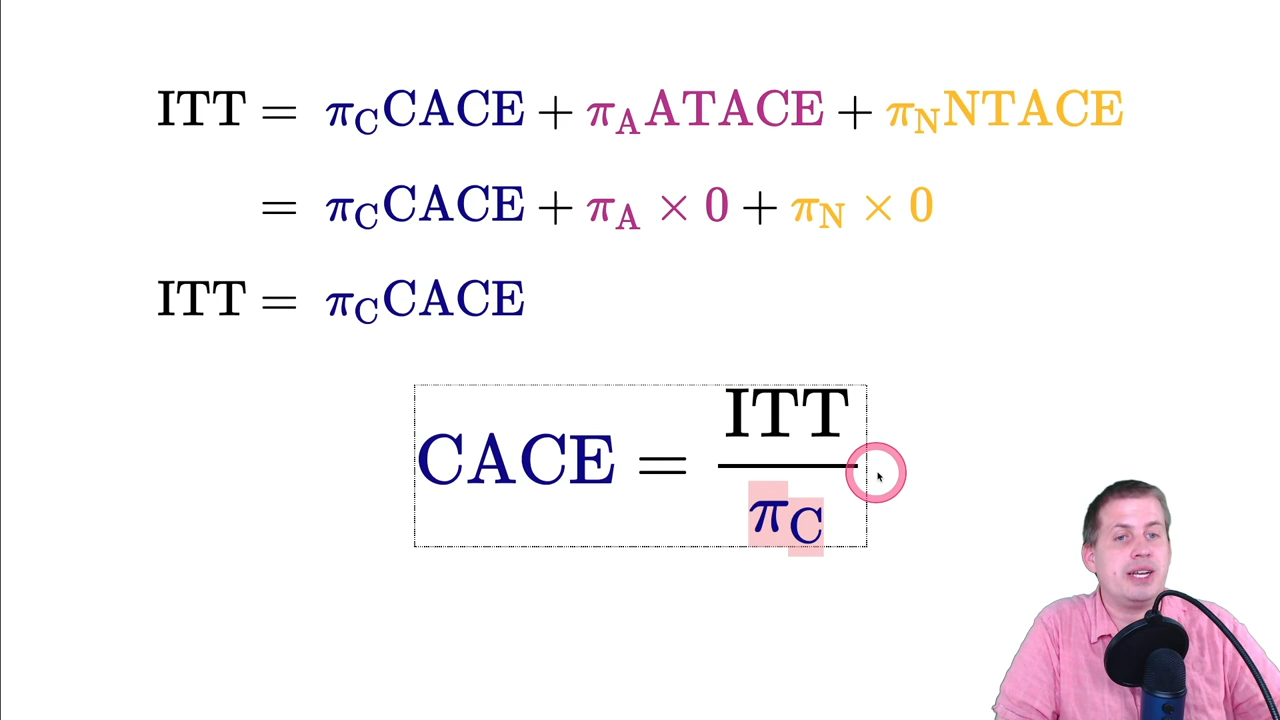 ITT = π_C CACE + π_A ATACE + π_N NTACE
= π_C CACE + π_A × 0 + π_N × 0
ITT = π_C CACE
CACE = ITT / π_C